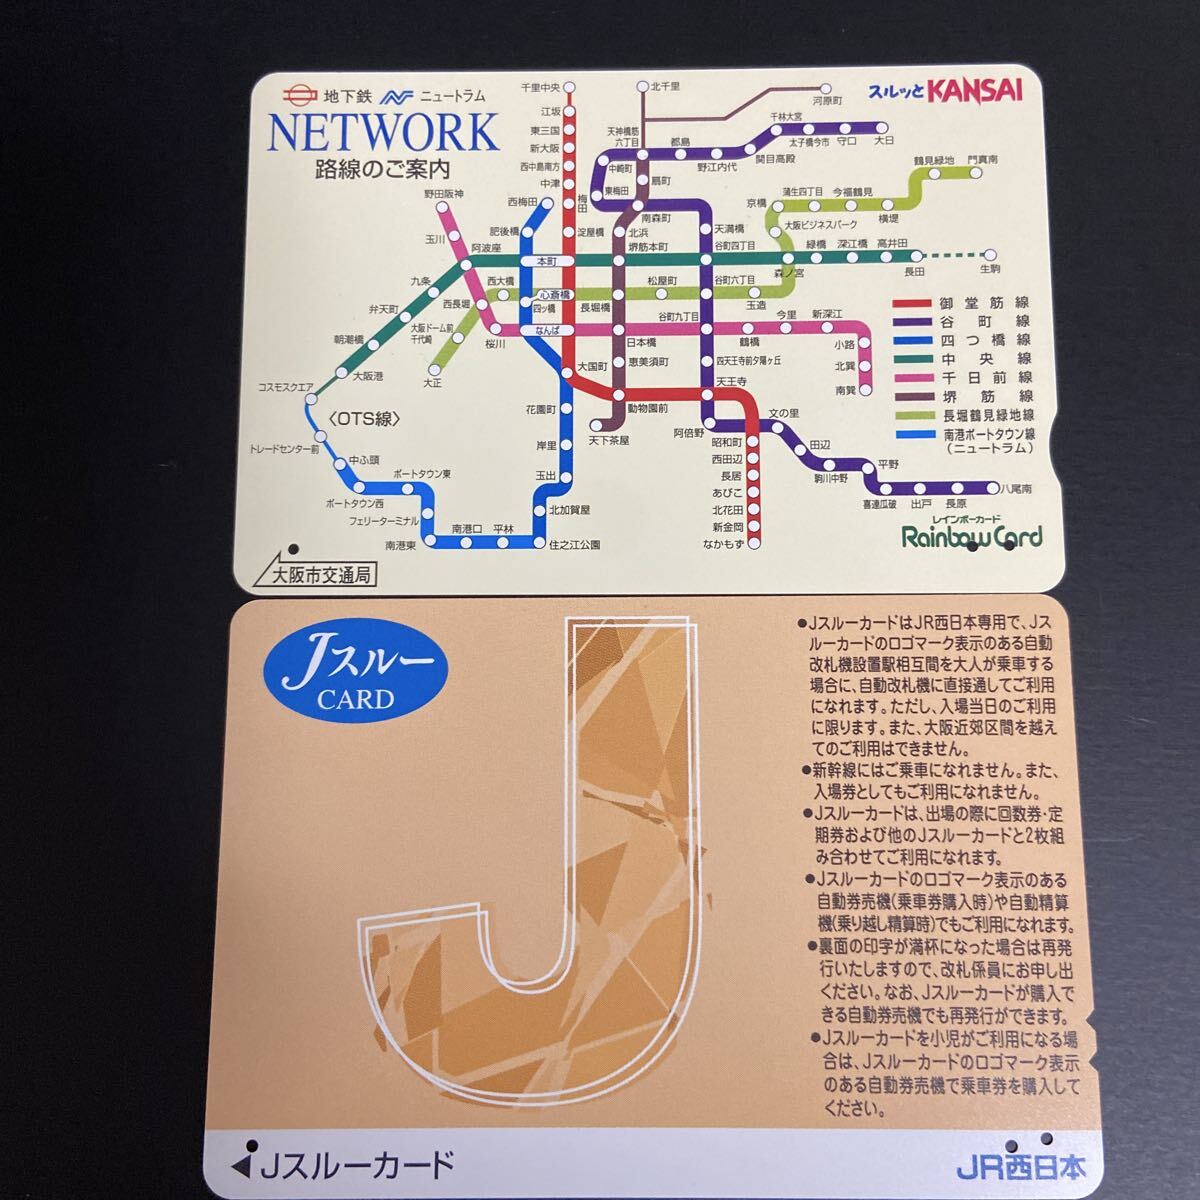 地下鉄 ニュートラム
NETWORK
路線のご案内
スルッとKANSAI
千里中央
江坂
東三国
新大阪
西中島南方
中津
梅田
淀屋橋
本町
心斎橋
なんば
大国町
動物園前
天王寺
昭和町
西田辺
長居
あびこ
北花田
新金岡
なかもず
北千里
河原町
天神橋筋
六丁目
扇町
南森町
北浜
堺筋本町
長堀橋
日本橋
恵美須町
天下茶屋
大日
守口
太子橋今市
千林大宮
関目高殿
野江内代
都島
中崎町
東梅田
天満橋
谷町四丁目
谷町六丁目
谷町九丁目
四天王寺前夕陽ヶ丘
阿倍野
文の里
田辺
駒川中野
平野
喜連瓜破
出戸
長原
八尾南
西梅田
肥後橋
四ッ橋
花園町
岸里
玉出
北加賀屋
住之江公園
平林
南港口
南港東
フェリーターミナル
ポートタウン東
ポートタウン西
中ふ頭
トレードセンター前
コスモスクエア
〈OTS線〉
大阪港
朝潮橋
弁天町
九条
阿波座
森ノ宮
緑橋
深江橋
高井田
長田
生駒
野田阪神
玉川
西長堀
桜川
鶴橋
今里
新深江
小路
北巽
南巽
大正
大阪ドーム前
千代崎
西大橋
松屋町
玉造
大阪ビジネスパーク
京橋
蒲生四丁目
今福鶴見
横堤
鶴見緑地
門真南
御堂筋線
谷町線
四つ橋線
中央線
千日前線
堺筋線
長堀鶴見緑地線
南港ポートタウン線
(ニュートラム)
レインボーカード
Rainbow Card
大阪市交通局
Jスルー
CARD
●JスルーカードはJR西日本専用で、Jス
ルーカードのロゴマーク表示のある自動
改札機設置駅相互間を大人が乗車する
場合に、自動改札機に直接通してご利用
になれます。ただし、入場当日のご利用
に限ります。また、大阪近郊区間を越え
てのご利用はできません。
●新幹線にはご乗車になれません。また、
入場券としてもご利用になれません。
●Jスルーカードは、出場の際に回数券・定
期券および他のJスルーカードと2枚組
み合わせてご利用になれます。
●Jスルーカードのロゴマーク表示のある
自動券売機(乗車券購入時)や自動精算
機(乗り越し精算時)でもご利用になれます。
●裏面の印字が満杯になった場合は再発
行いたしますので、改札係員にお申し出
ください。なお、Jスルーカードが購入で
きる自動券売機でも再発行ができます。
●Jスルーカードを小児がご利用になる場
合は、Jスルーカードのロゴマーク表示
のある自動券売機で乗車券を購入して
ください。
J
◀Jスルーカード
JR西日本